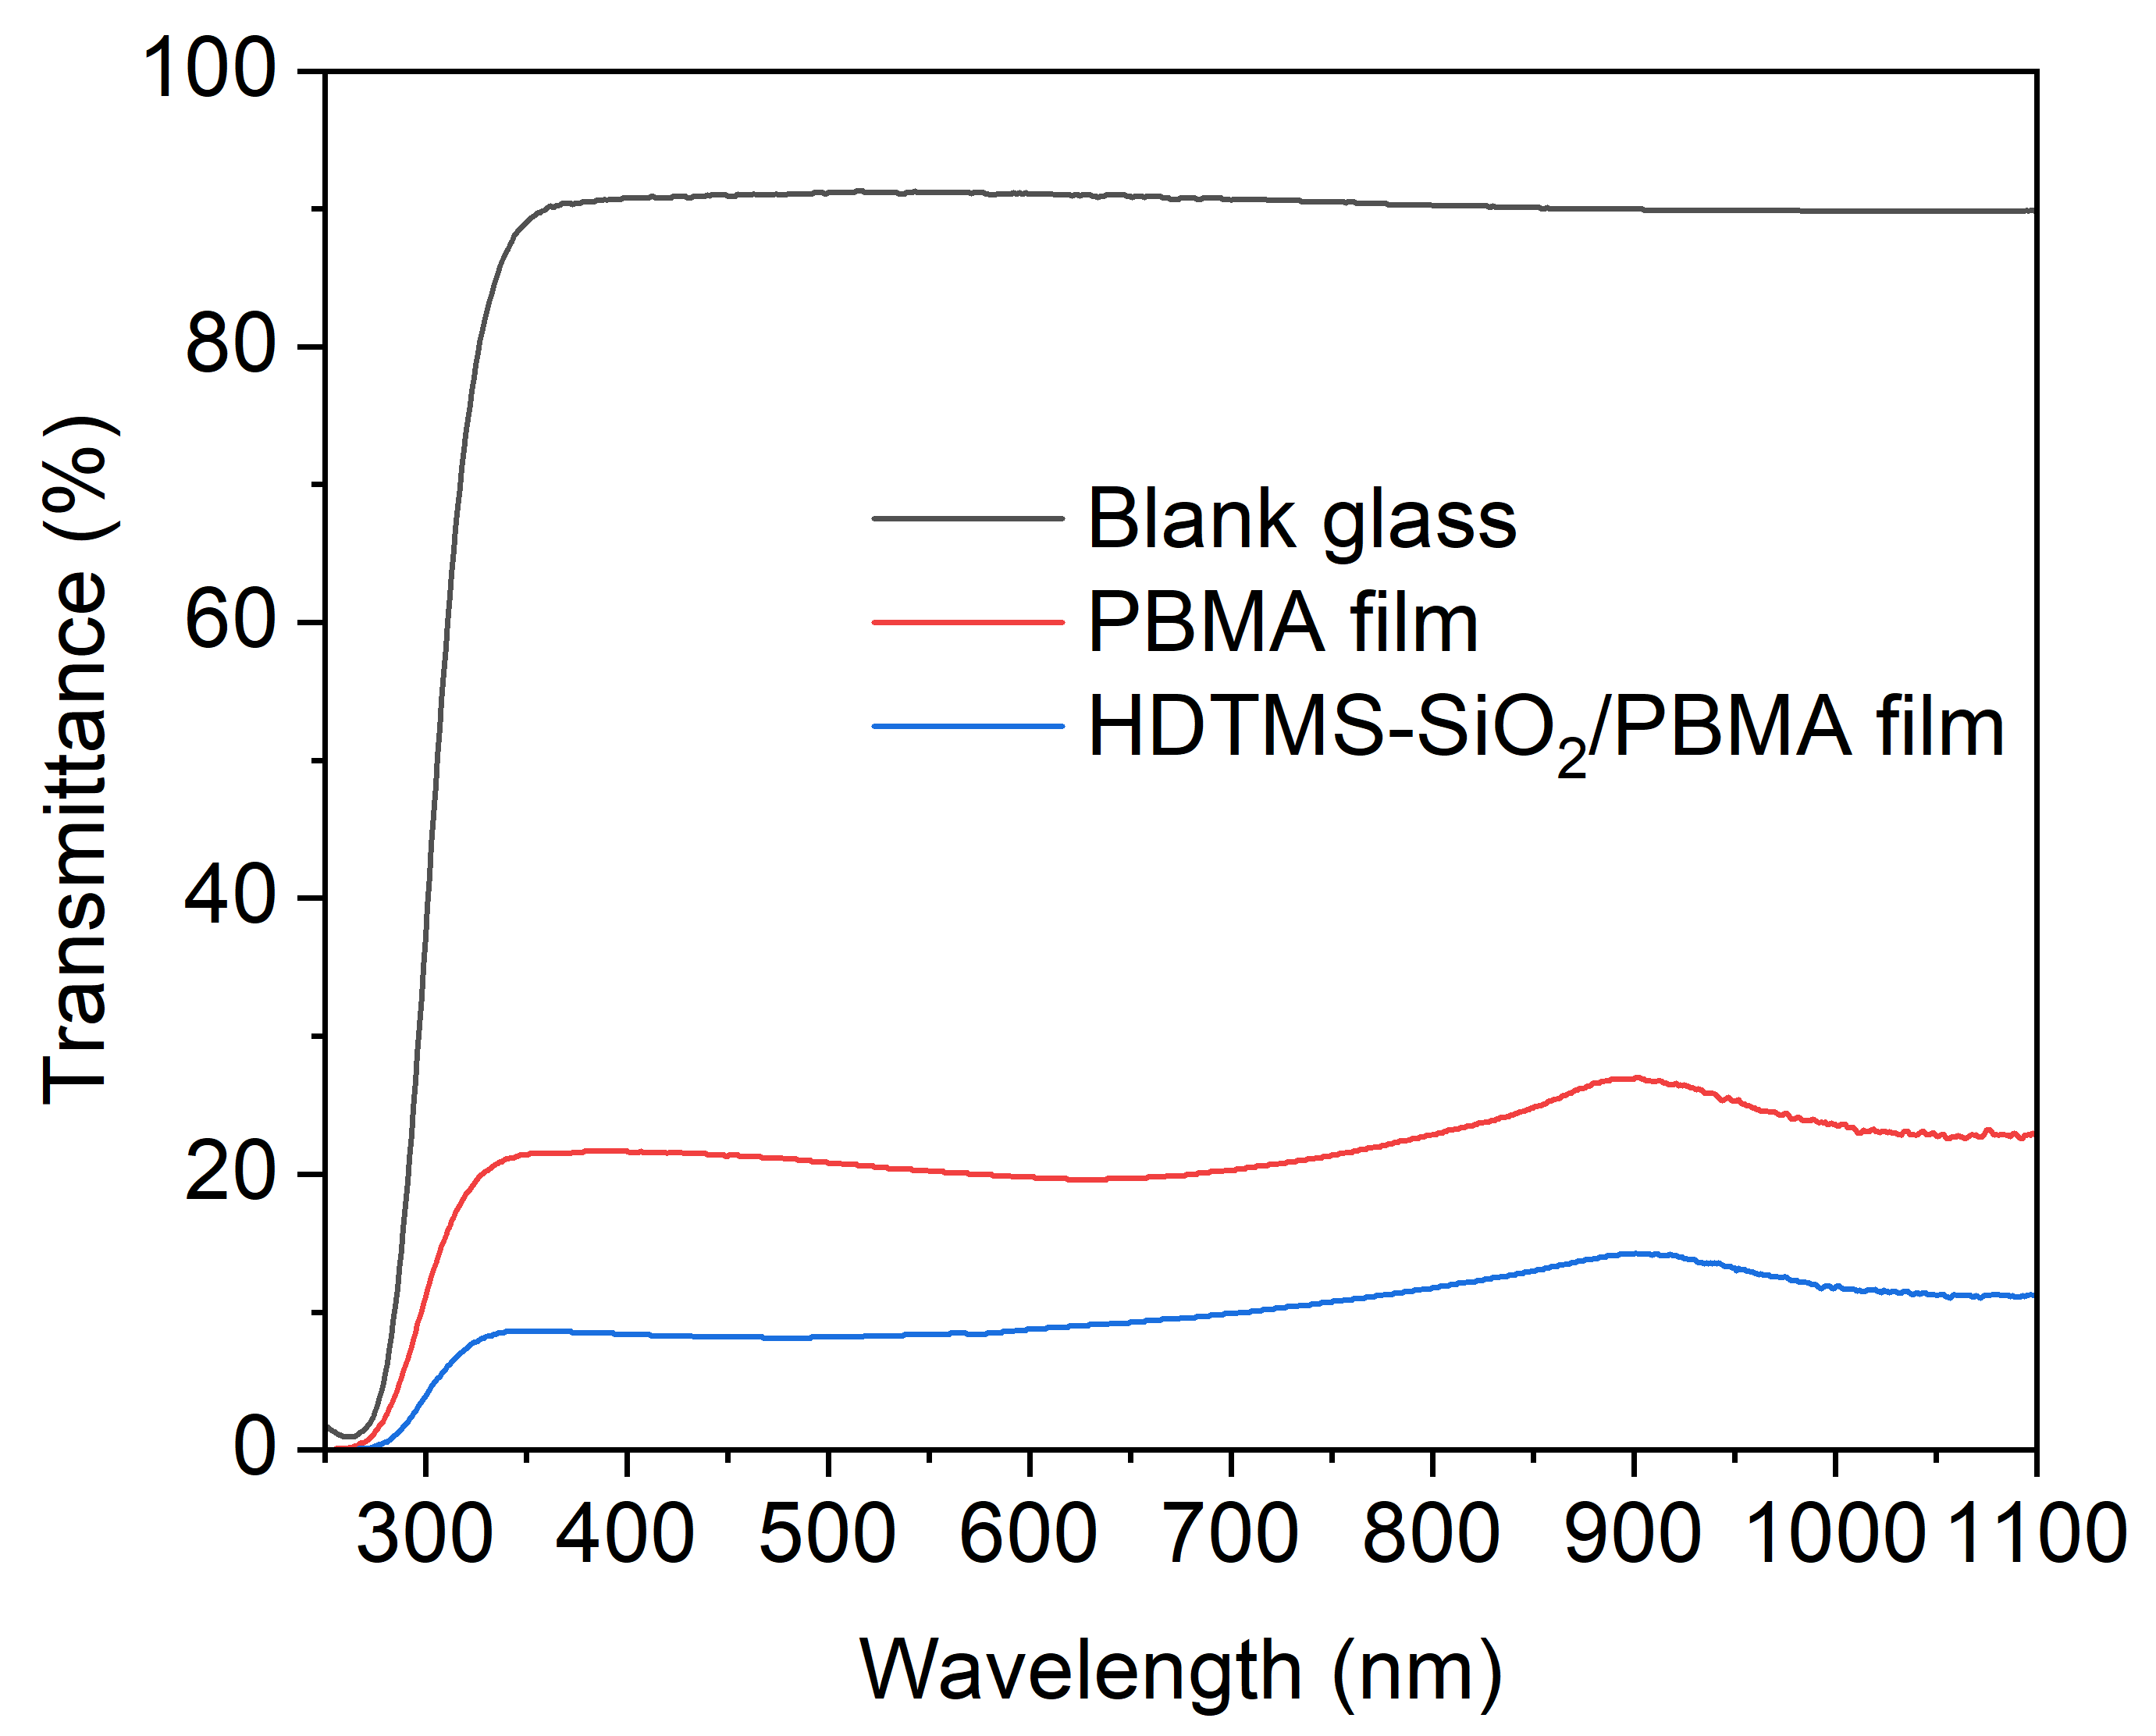 100
80
60
40
20
0
Transmittance (%)
Blank glass
PBMA film
HDTMS-SiO₂/PBMA film
300 400 500 600 700 800 900 1000 1100
Wavelength (nm)